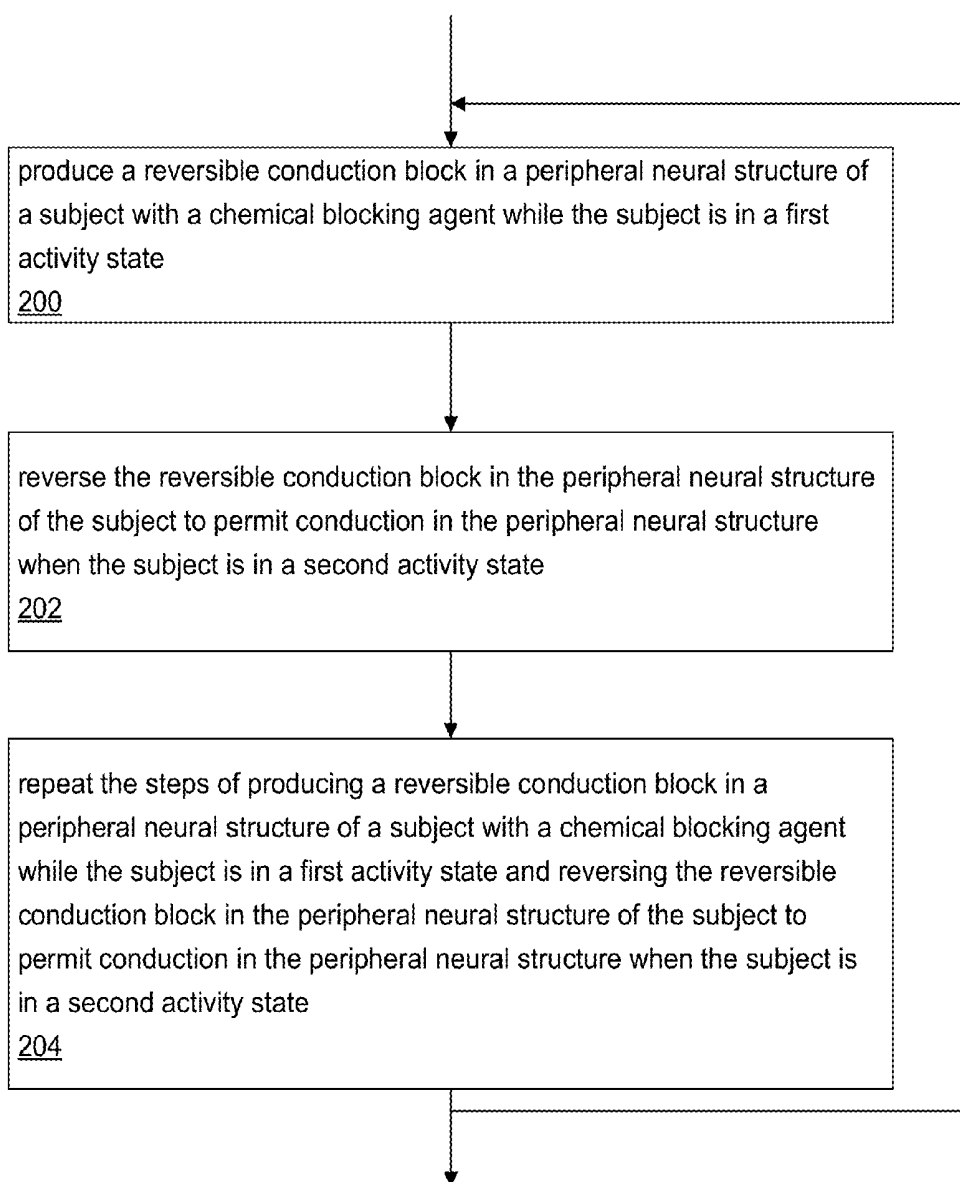 produce a reversible conduction block in a peripheral neural structure of
a subject with a chemical blocking agent while the subject is in a first
activity state
200
reverse the reversible conduction block in the peripheral neural structure
of the subject to permit conduction in the peripheral neural structure
when the subject is in a second activity state
202
repeat the steps of producing a reversible conduction block in a
peripheral neural structure of a subject with a chemical blocking agent
while the subject is in a first activity state and reversing the reversible
conduction block in the peripheral neural structure of the subject to
permit conduction in the peripheral neural structure when the subject is
in a second activity state
204